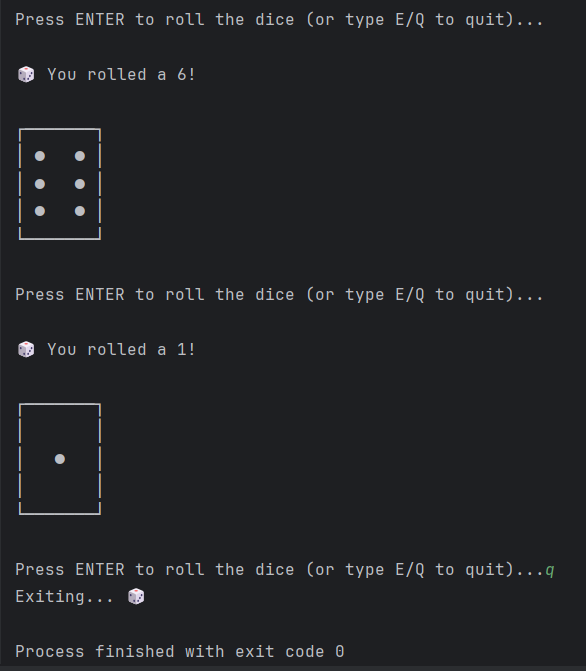 Press ENTER to roll the dice (or type E/Q to quit)...
🎲 You rolled a 6!
┌───────┐
│ ●   ● │
│ ●   ● │
│ ●   ● │
└───────┘
Press ENTER to roll the dice (or type E/Q to quit)...
🎲 You rolled a 1!
┌───────┐
│       │
│   ●   │
│       │
└───────┘
Press ENTER to roll the dice (or type E/Q to quit)...q
Exiting... 🎲
Process finished with exit code 0